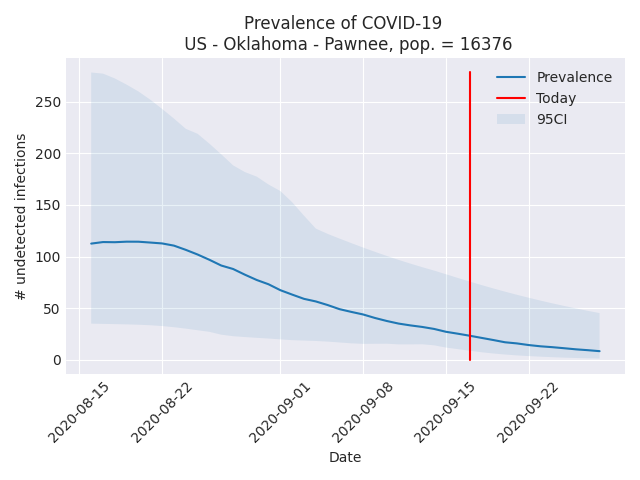 Prevalence of COVID-19
US - Oklahoma - Pawnee, pop. = 16376
Prevalence
Today
95CI
# undetected infections
250
200
150
100
50
0
2020-08-15
2020-08-22
2020-09-01
2020-09-08
2020-09-15
2020-09-22
Date